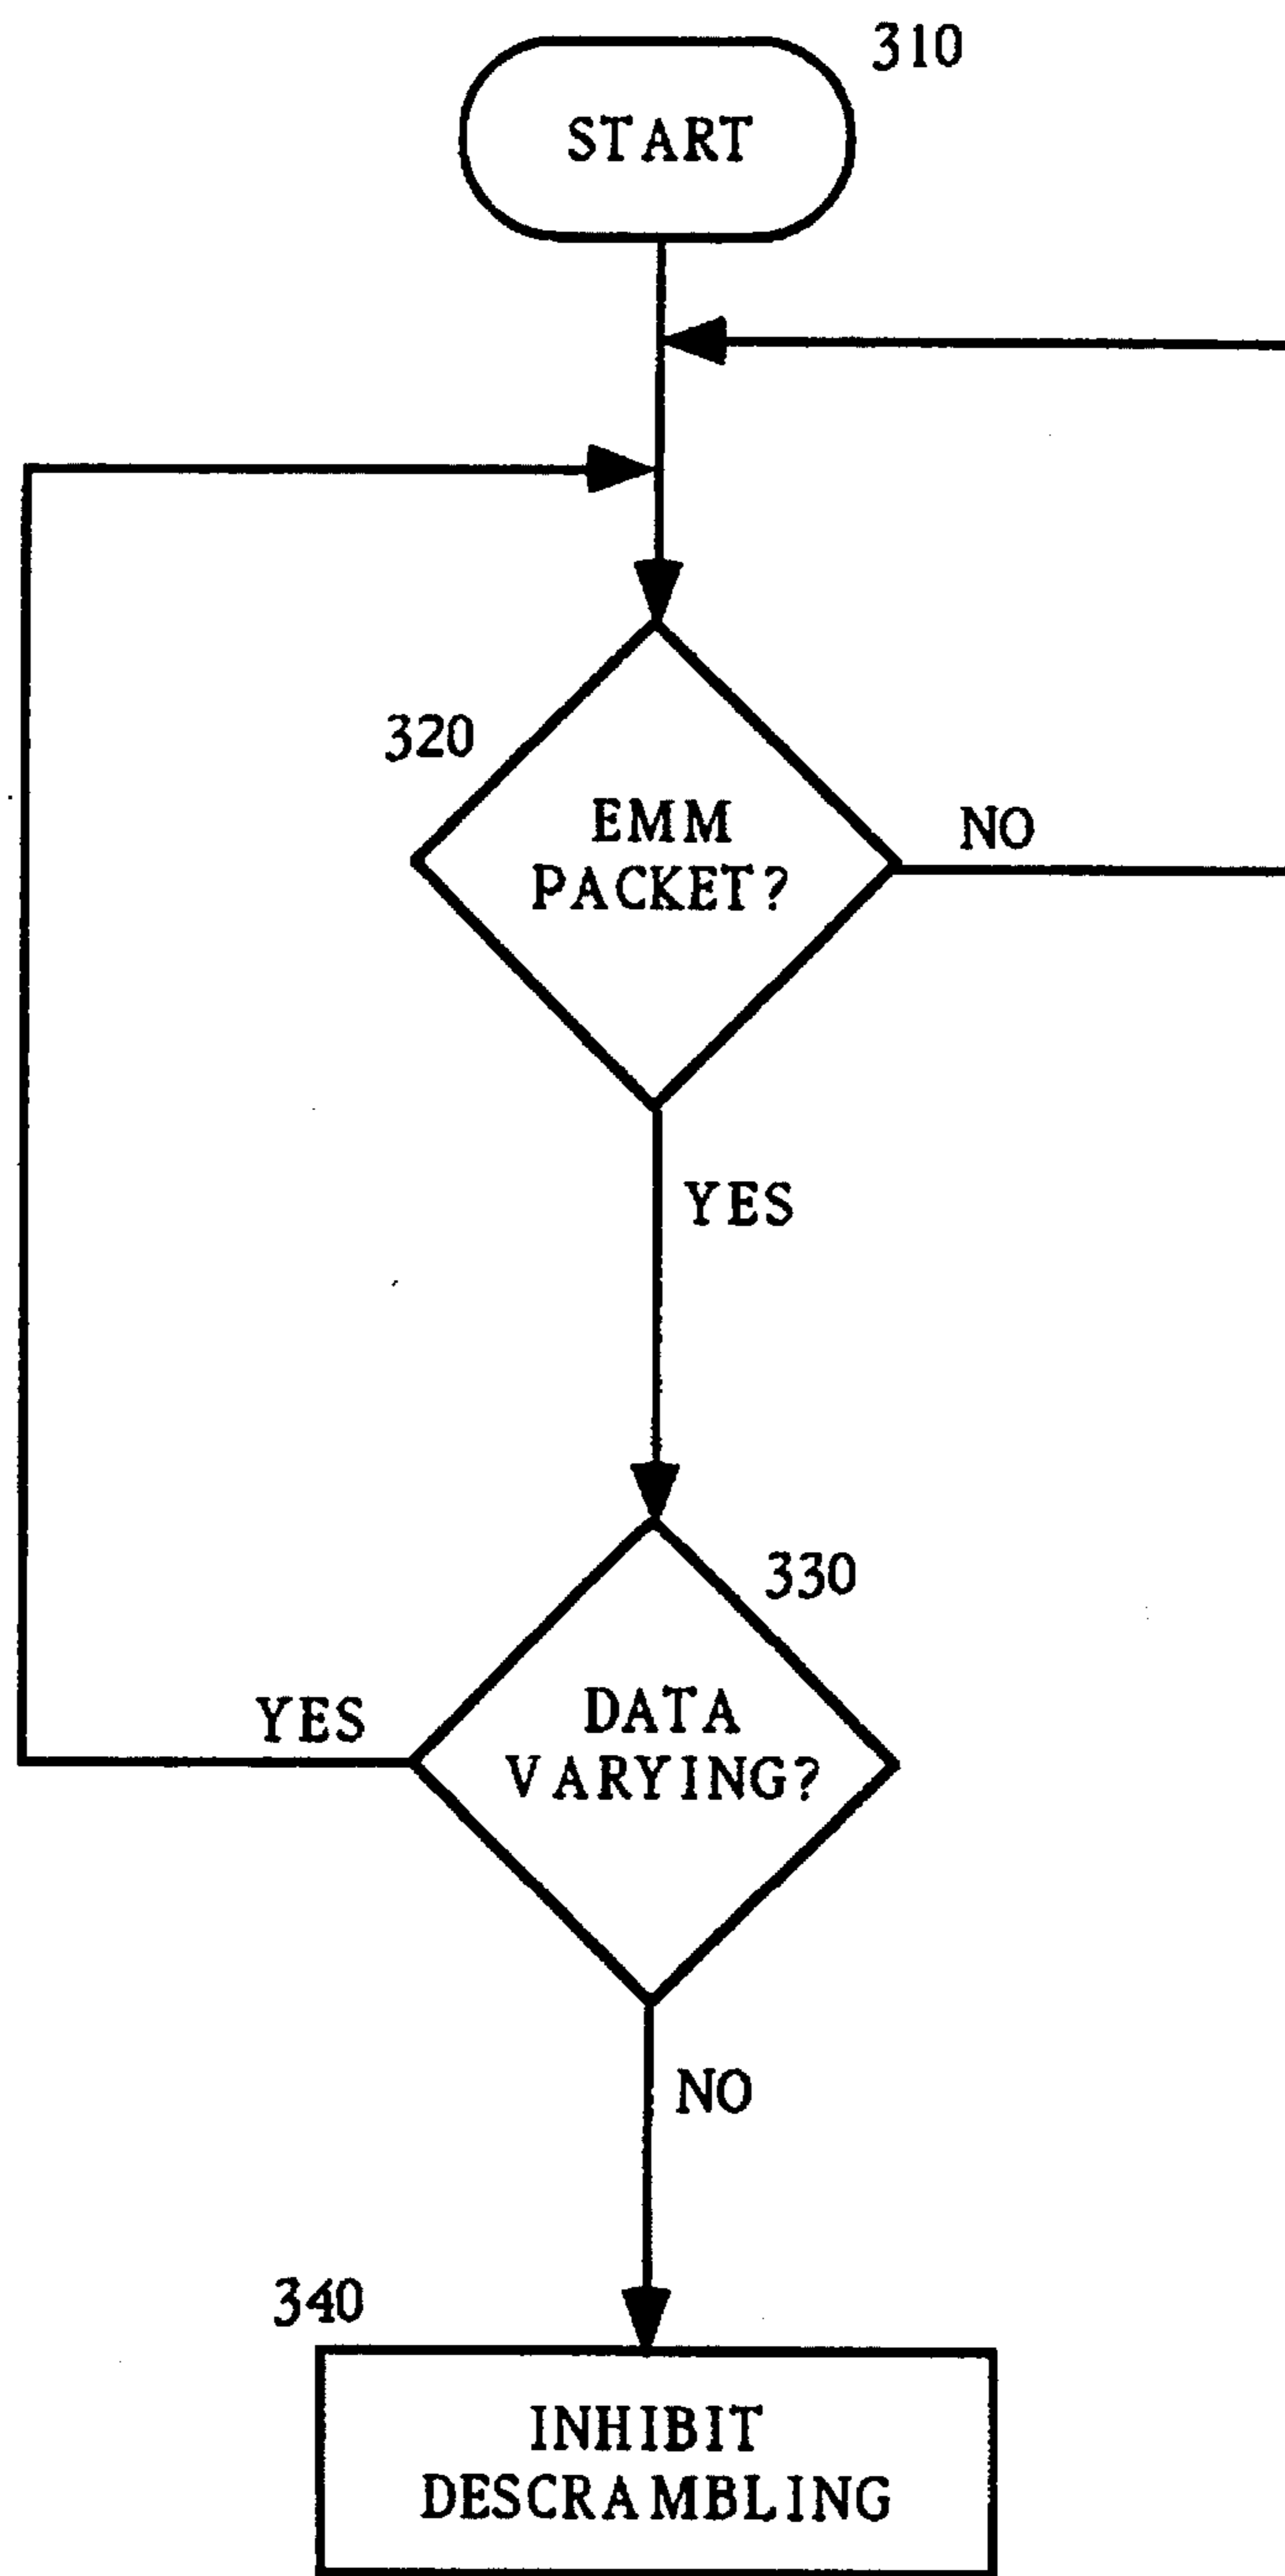 310
START
320
EMM
PACKET?
NO
YES
330
DATA
VARYING?
YES
NO
340
INHIBIT
DESCRAMBLING